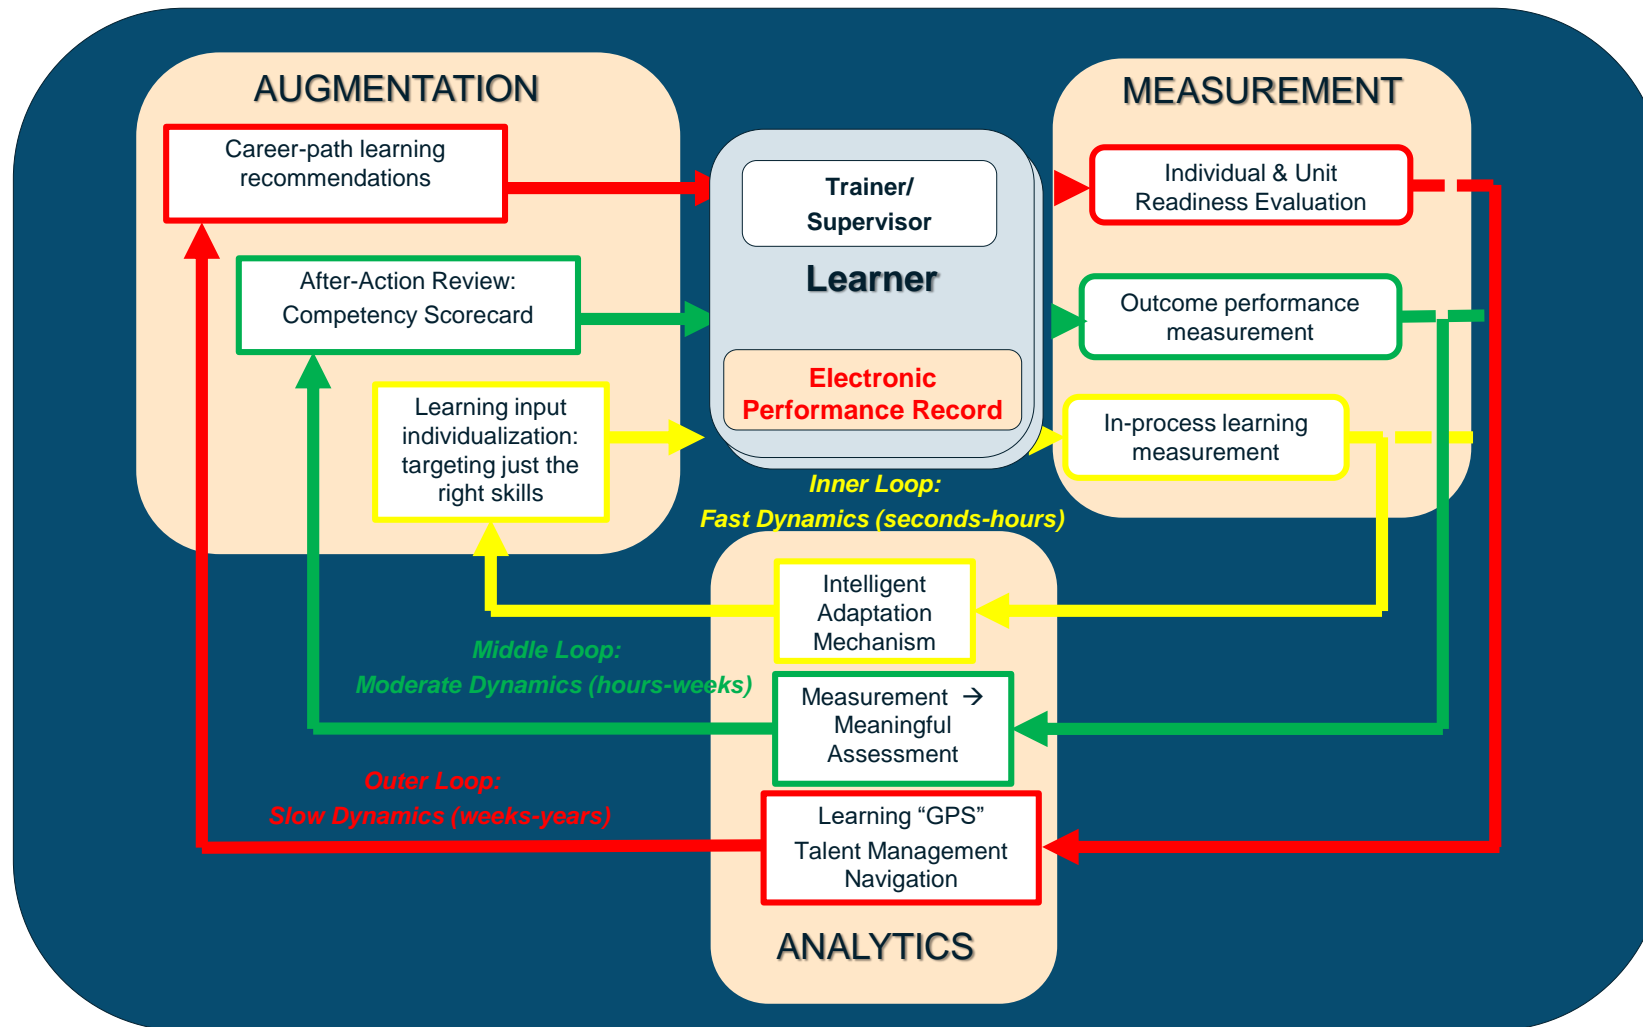 AUGMENTATION
Career-path learning
recommendations
After-Action Review:
Competency Scorecard
Learning input
individualization:
targeting just the
right skills
Trainer/
Supervisor
Learner
Electronic
Performance Record
MEASUREMENT
Individual & Unit
Readiness Evaluation
Outcome performance
measurement
In-process learning
measurement
Inner Loop:
Fast Dynamics (seconds-hours)
Middle Loop:
Moderate Dynamics (hours-weeks)
Outer Loop:
Slow Dynamics (weeks-years)
Intelligent
Adaptation
Mechanism
Measurement →
Meaningful
Assessment
Learning “GPS”
Talent Management
Navigation
ANALYTICS